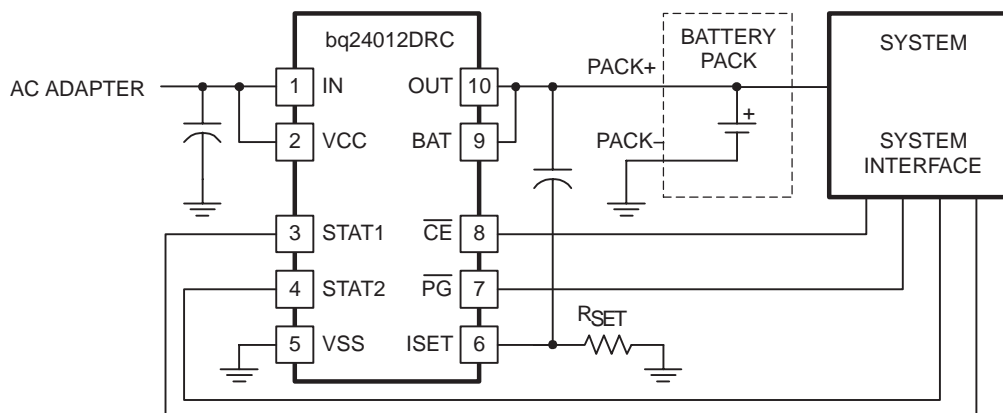 bq24012DRC
BATTERY
PACK
SYSTEM
PACK+
AC ADAPTER
1 IN
OUT 10
+
2 VCC
BAT 9
PACK–
SYSTEM
INTERFACE
3 STAT1
CE 8
4 STAT2
PG 7
RSET
5 VSS
ISET 6